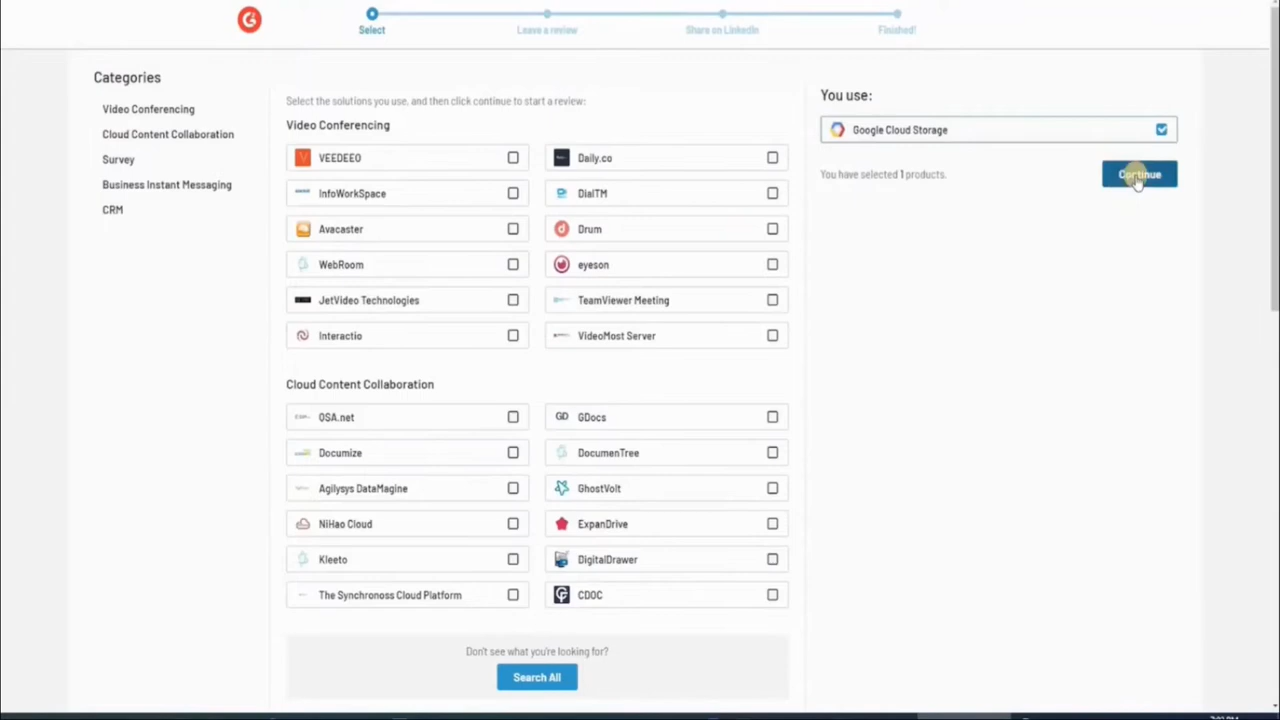 Select
Leave a review
Share on LinkedIn
Finished!
Categories
Video Conferencing
Cloud Content Collaboration
Survey
Business Instant Messaging
CRM
Select the solutions you use, and then click continue to start a review:
Video Conferencing
VEEDEEO
Daily.co
InfoWorkSpace
DialTM
Avacaster
Drum
WebRoom
eyeson
JetVideo Technologies
TeamViewer Meeting
Interactio
VideoMost Server
Cloud Content Collaboration
OSA.net
GD GDocs
Documize
DocumenTree
Agilysys DataMagine
GhostVolt
NiHao Cloud
ExpanDrive
Kleeto
DigitalDrawer
The Synchronoss Cloud Platform
CDOC
Don't see what you're looking for?
Search All
You use:
Google Cloud Storage
You have selected 1 products.
Continue